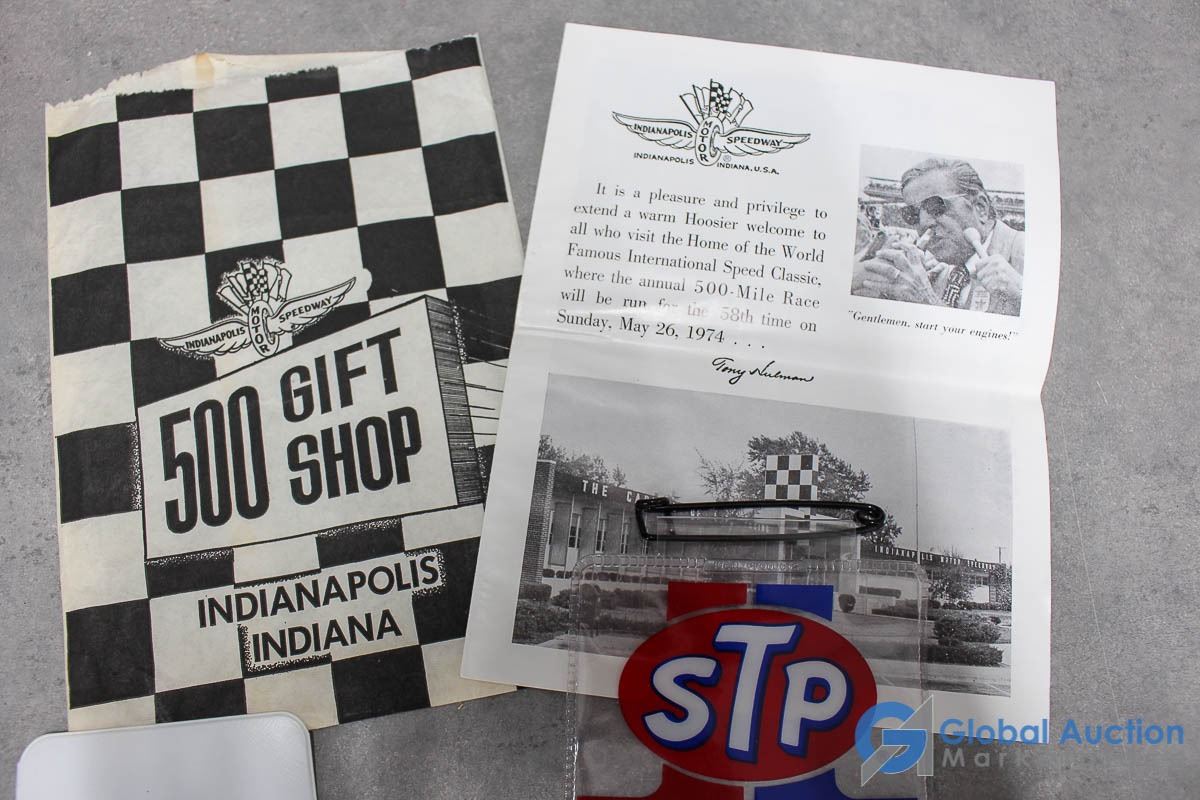 INDIANAPOLIS MOTOR SPEEDWAY
500 GIFT
SHOP
INDIANAPOLIS
INDIANA
INDIANAPOLIS MOTOR SPEEDWAY
INDIANAPOLIS ® INDIANA, U.S.A.
It is a pleasure and privilege to
extend a warm Hoosier welcome to
all who visit the Home of the World
Famous International Speed Classic,
where the annual 500-Mile Race
will be run for the 58th time on
Sunday, May 26, 1974 . . .
Tony Hulman
"Gentlemen, start your engines!"
THE
INDIANAPOLIS MOTOR SPEEDWAY
STP
Global Auction